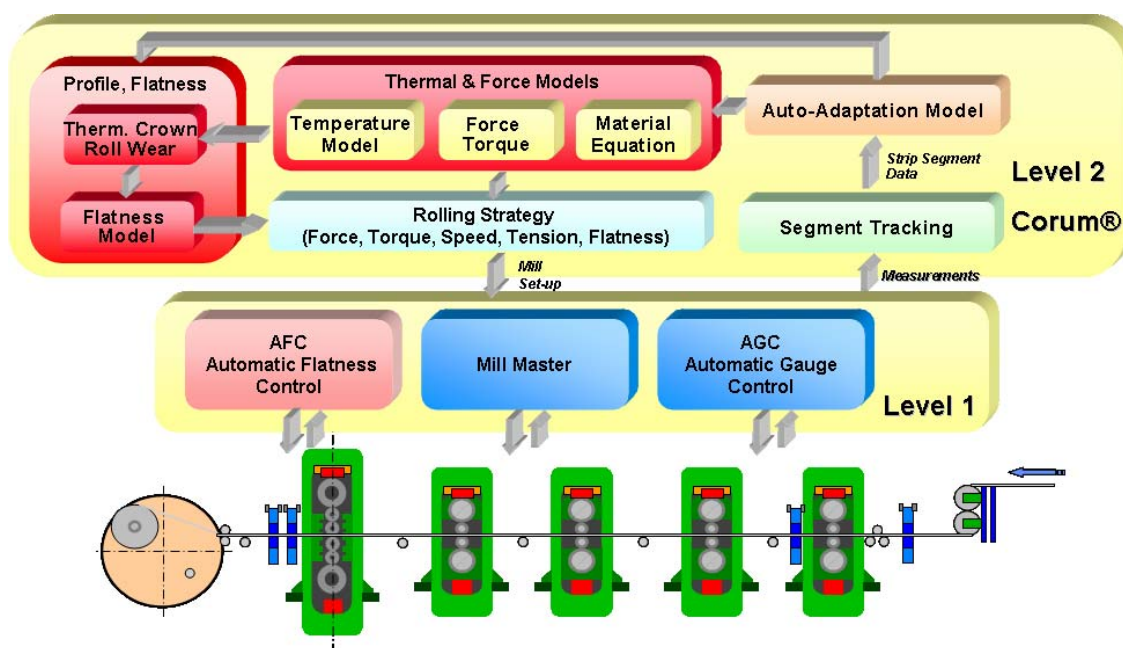 Profile, Flatness
Therm. Crown
Roll Wear
Flatness
Model
Thermal & Force Models
Temperature
Model
Force
Torque
Material
Equation
Auto-Adaptation Model
Strip Segment
Data
Level 2
Corum®
Rolling Strategy
(Force, Torque, Speed, Tension, Flatness)
Segment Tracking
Mill
Set-up
Measurements
AFC
Automatic Flatness
Control
Mill Master
AGC
Automatic Gauge
Control
Level 1